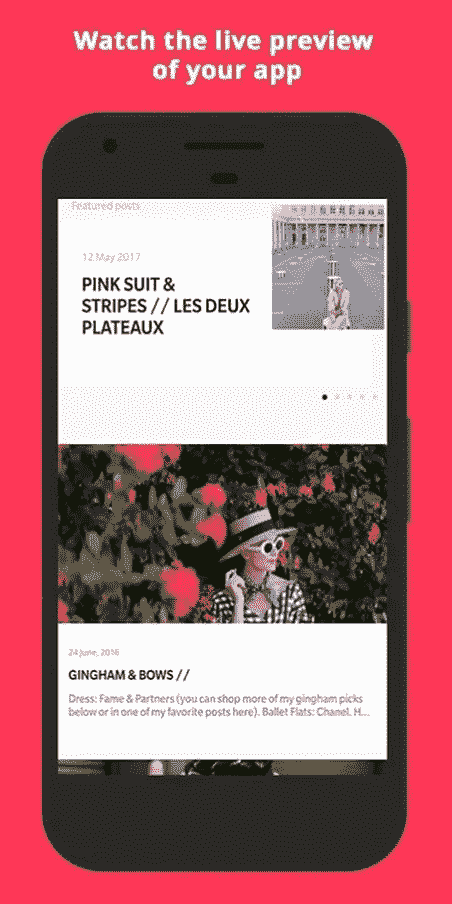 Watch the live preview
of your app
Featured posts
12 May 2017
PINK SUIT &
STRIPES // LES DEUX
PLATEAUX
24 June, 2016
GINGHAM & BOWS //
Dress: Fame & Partners (you can shop more of my gingham picks
below or in one of my favorite posts here). Ballet Flats: Chanel. H...